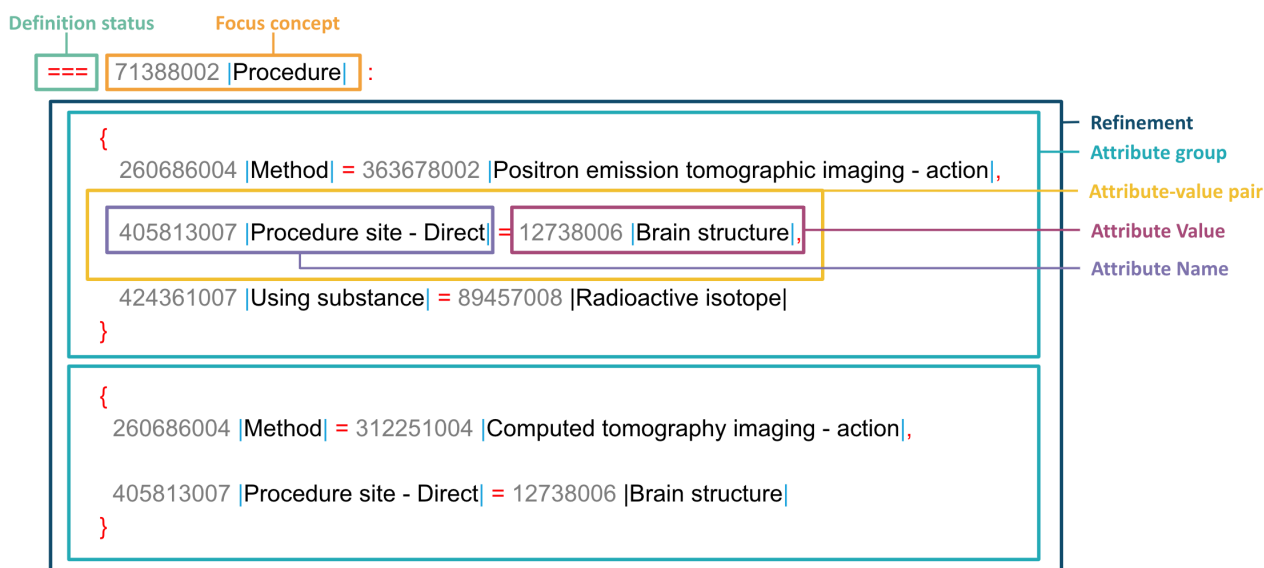 Definition status
Focus concept
=== 71388002 |Procedure| :
Refinement
Attribute group
{
260686004 |Method| = 363678002 |Positron emission tomographic imaging - action|,
Attribute-value pair
405813007 |Procedure site - Direct| = 12738006 |Brain structure|,
Attribute Value
Attribute Name
424361007 |Using substance| = 89457008 |Radioactive isotope|
}
{
260686004 |Method| = 312251004 |Computed tomography imaging - action|,
405813007 |Procedure site - Direct| = 12738006 |Brain structure|
}